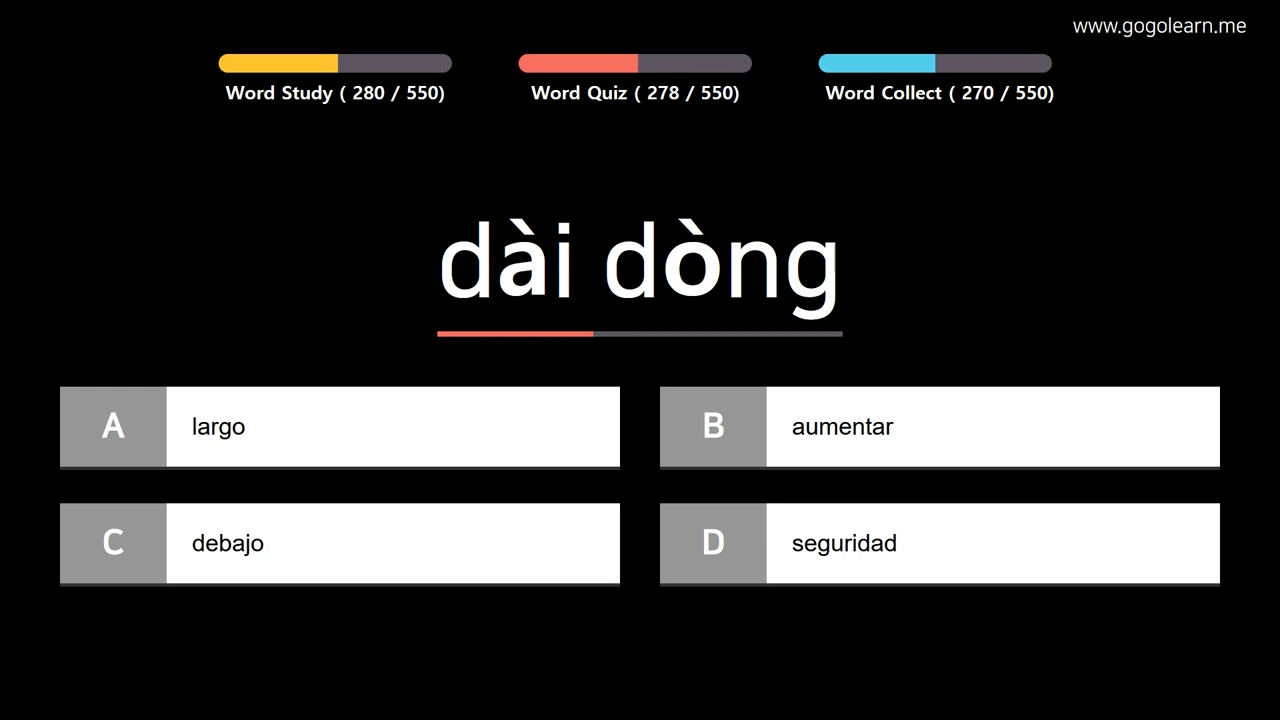 www.gogolearn.me
Word Study ( 280 / 550)
Word Quiz ( 278 / 550)
Word Collect ( 270 / 550)
dài dòng
A largo
B aumentar
C debajo
D seguridad